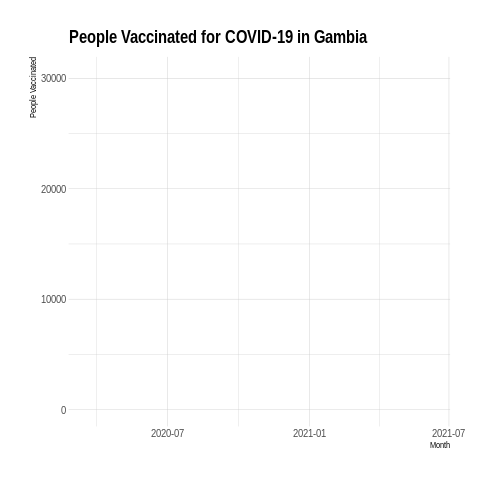 People Vaccinated for COVID-19 in Gambia
People Vaccinated
30000
20000
10000
0
2020-07
2021-01
2021-07
Month